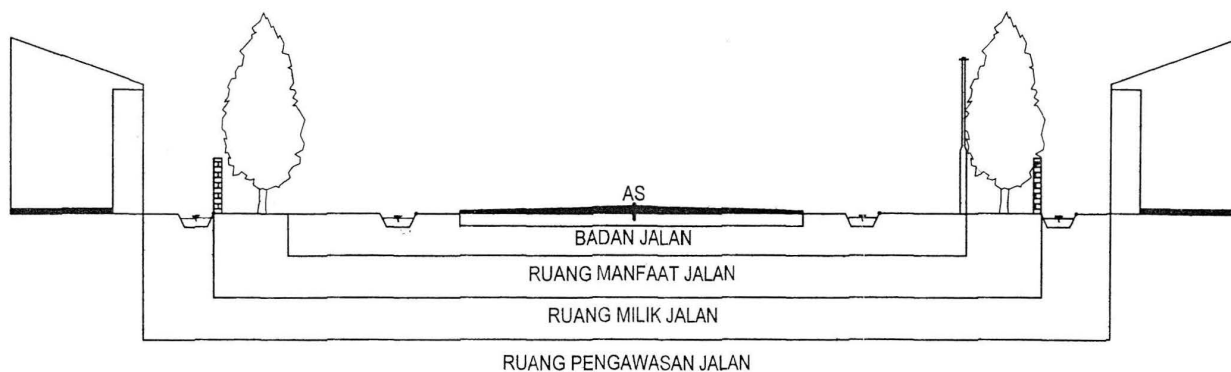 AS
BADAN JALAN
RUANG MANFAAT JALAN
RUANG MILIK JALAN
RUANG PENGAWASAN JALAN